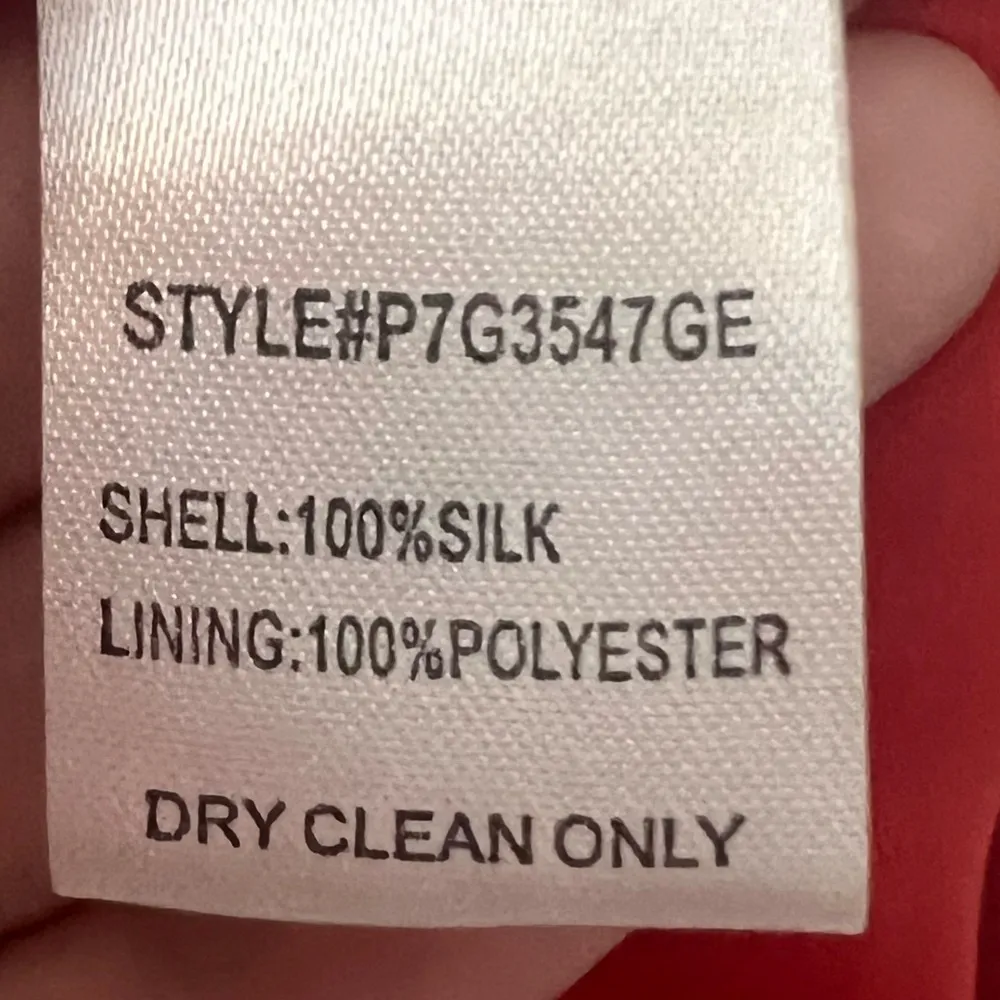 STYLE#P7G3547GE
SHELL:100%SILK
LINING:100%POLYESTER
DRY CLEAN ONLY